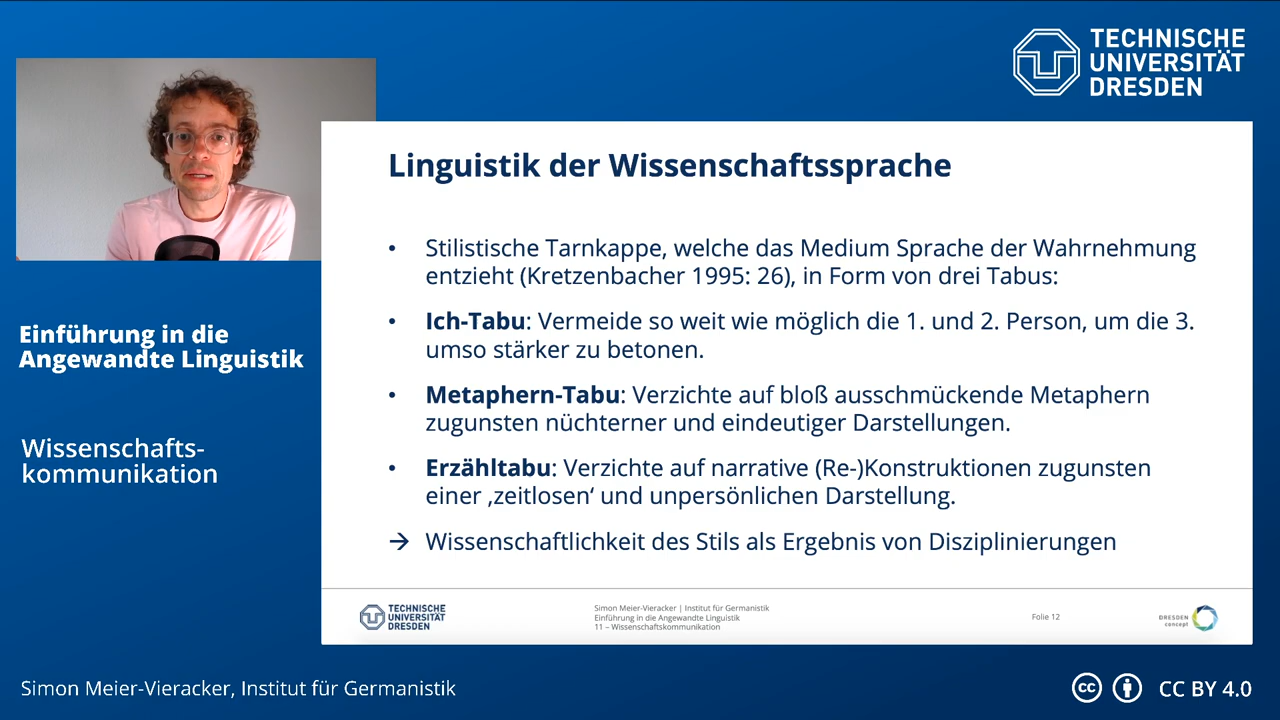 TECHNISCHE
UNIVERSITÄT
DRESDEN
Linguistik der Wissenschaftssprache
• Stilistische Tarnkappe, welche das Medium Sprache der Wahrnehmung
entzieht (Kretzenbacher 1995: 26), in Form von drei Tabus:
• Ich-Tabu: Vermeide so weit wie möglich die 1. und 2. Person, um die 3.
umso stärker zu betonen.
• Metaphern-Tabu: Verzichte auf bloß ausschmückende Metaphern
zugunsten nüchterner und eindeutiger Darstellungen.
• Erzähltabu: Verzichte auf narrative (Re-)Konstruktionen zugunsten
einer ‚zeitlosen‘ und unpersönlichen Darstellung.
→ Wissenschaftlichkeit des Stils als Ergebnis von Disziplinierungen
Einführung in die
Angewandte Linguistik
Wissenschafts-
kommunikation
TECHNISCHE
UNIVERSITÄT
DRESDEN
Simon Meier-Vieracker | Institut für Germanistik
Einführung in die Angewandte Linguistik
11 – Wissenschaftskommunikation
Folie 12
DRESDEN
concept
Simon Meier-Vieracker, Institut für Germanistik
cc CC BY 4.0